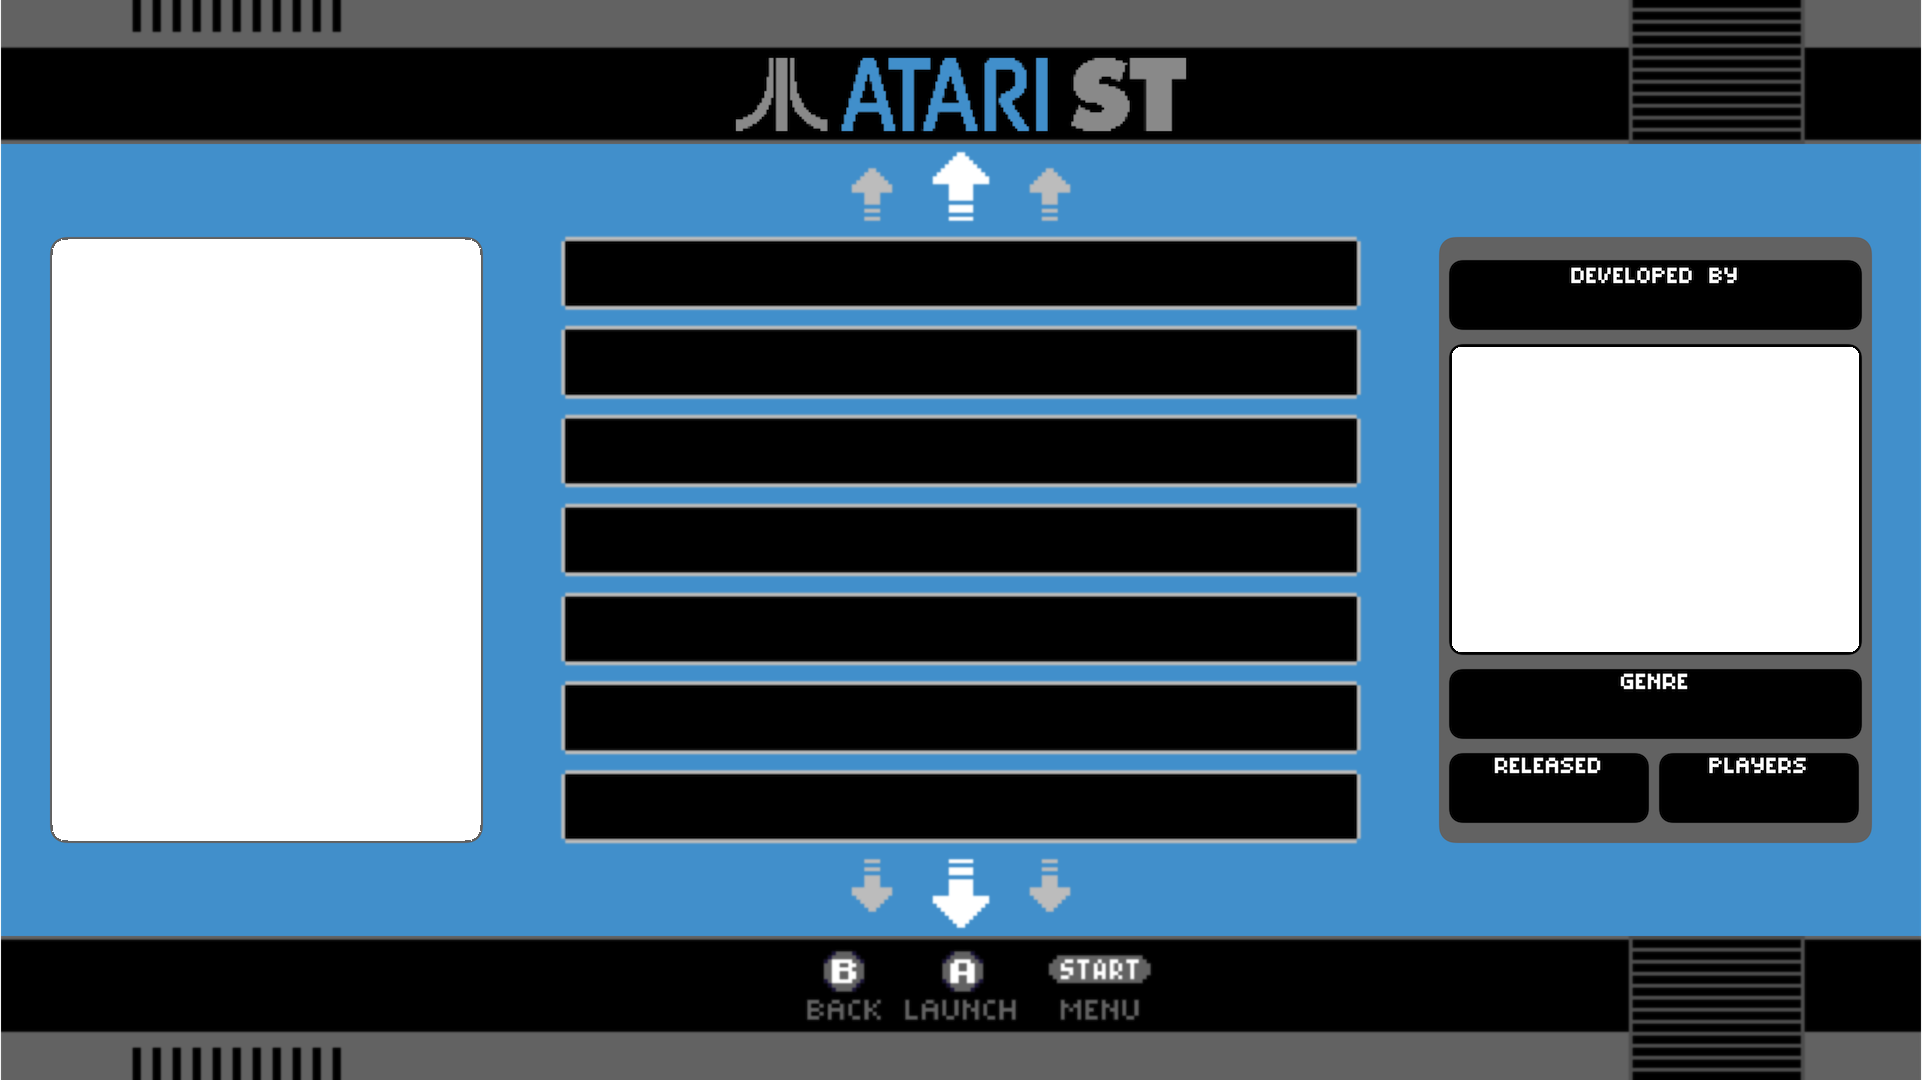 ATARI ST
DEVELOPED BY
GENRE
RELEASED
PLAYERS
B
A
START
BACK
LAUNCH
MENU